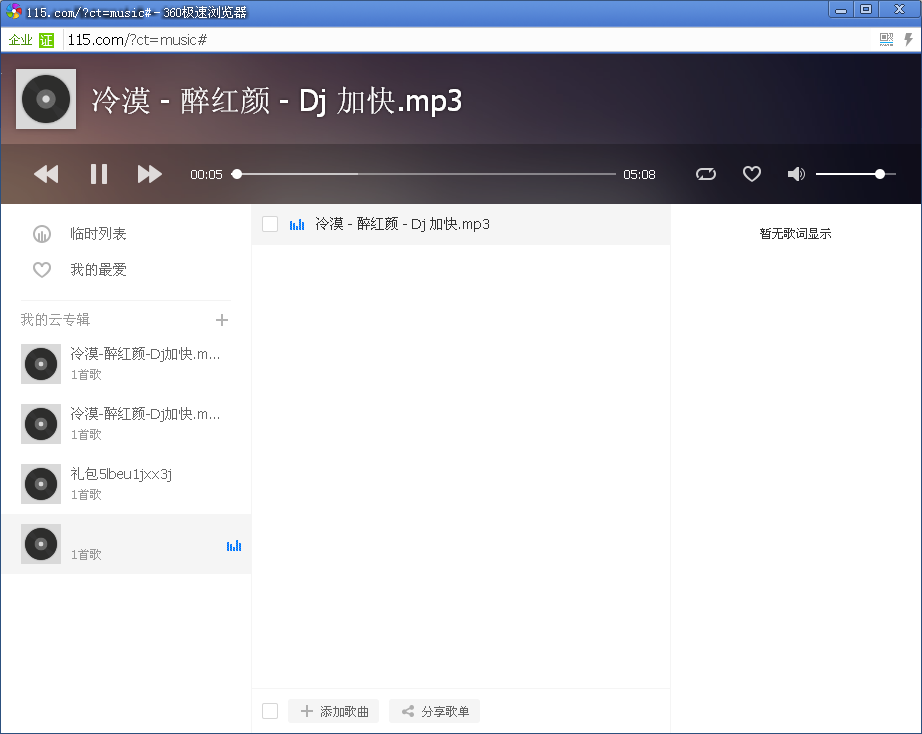 115.com/?ct=music# - 360极速浏览器
企业 证 115.com/?ct=music#
冷漠 - 醉红颜 - Dj 加快.mp3
00:05 05:08
临时列表
我的最爱
我的云专辑
冷漠-醉红颜-Dj加快.m...
1首歌
冷漠-醉红颜-Dj加快.m...
1首歌
礼包5lbeu1jxx3j
1首歌
1首歌
冷漠 - 醉红颜 - Dj 加快.mp3
暂无歌词显示
添加歌曲 分享歌单